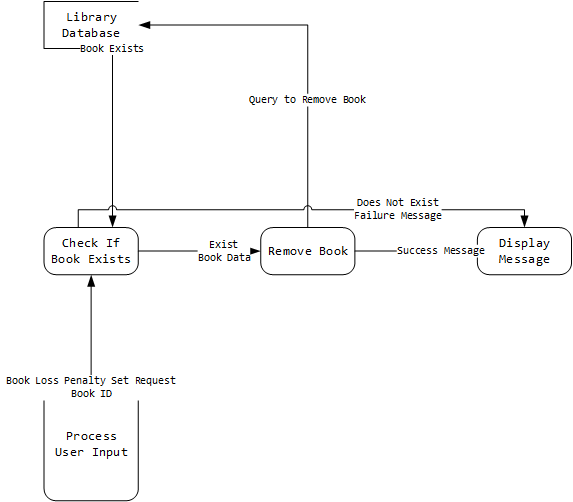 Library
Database
Book Exists
Query to Remove Book
Does Not Exist
Failure Message
Check If
Book Exists
Exist
Book Data
Remove Book
Success Message
Display
Message
Book Loss Penalty Set Request
Book ID
Process
User Input